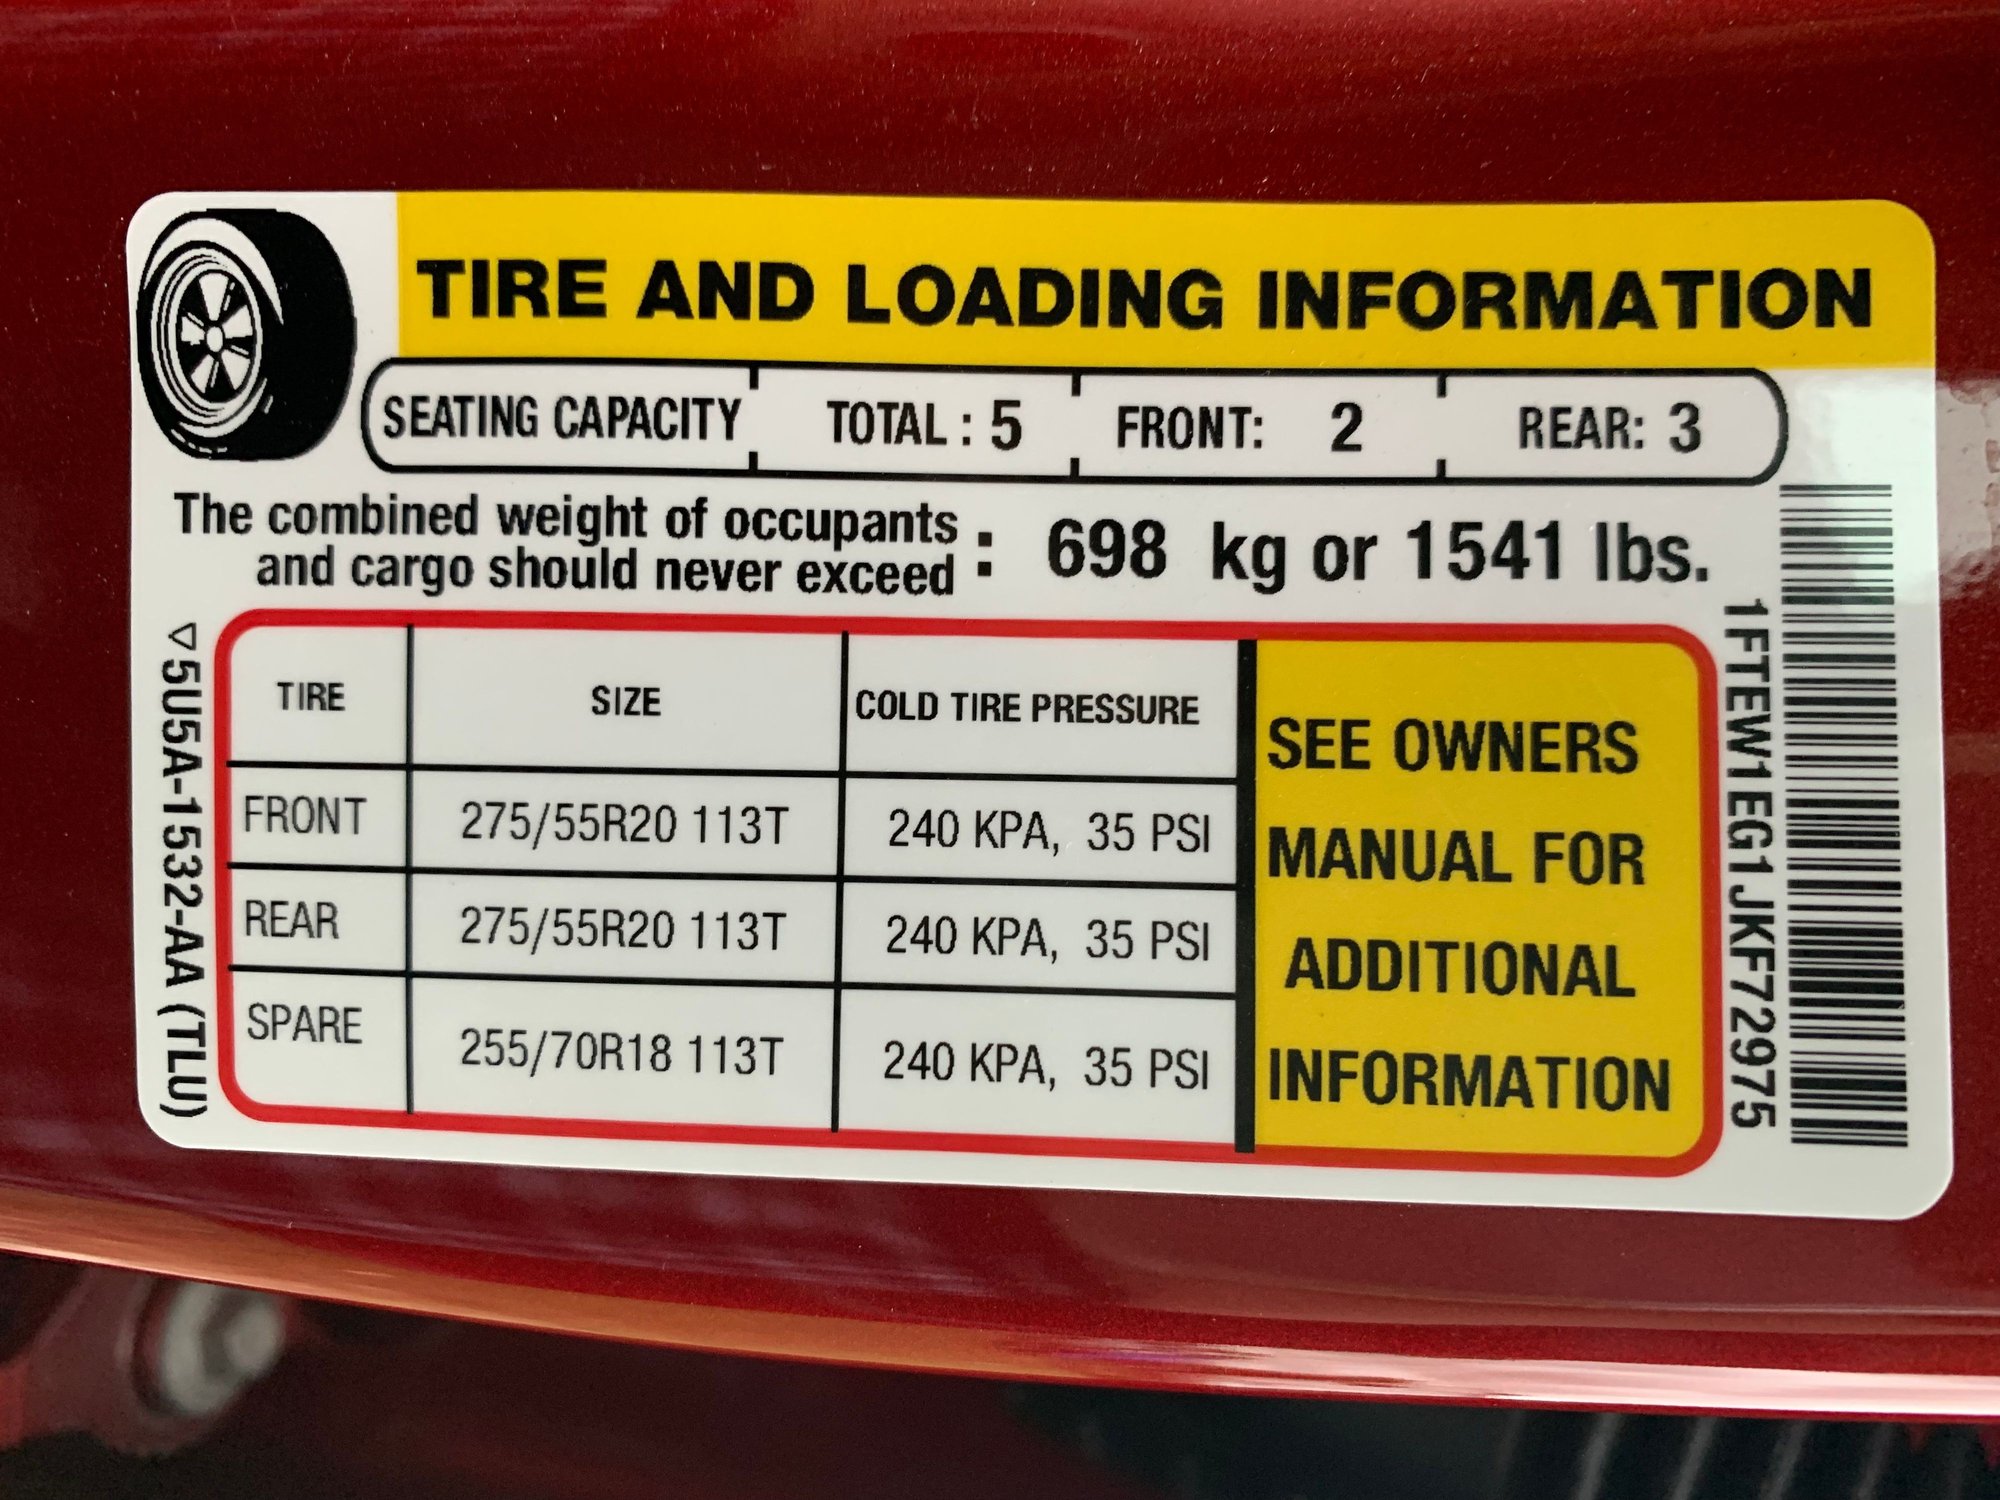 TIRE AND LOADING INFORMATION
SEATING CAPACITY TOTAL : 5 FRONT: 2 REAR: 3
The combined weight of occupants
and cargo should never exceed : 698 kg or 1541 lbs.
TIRE SIZE COLD TIRE PRESSURE
FRONT 275/55R20 113T 240 KPA, 35 PSI
REAR 275/55R20 113T 240 KPA, 35 PSI
SPARE 255/70R18 113T 240 KPA, 35 PSI
SEE OWNERS
MANUAL FOR
ADDITIONAL
INFORMATION
5U5A-1532-AA (TLU)
1FTEW1EG1JKF72975